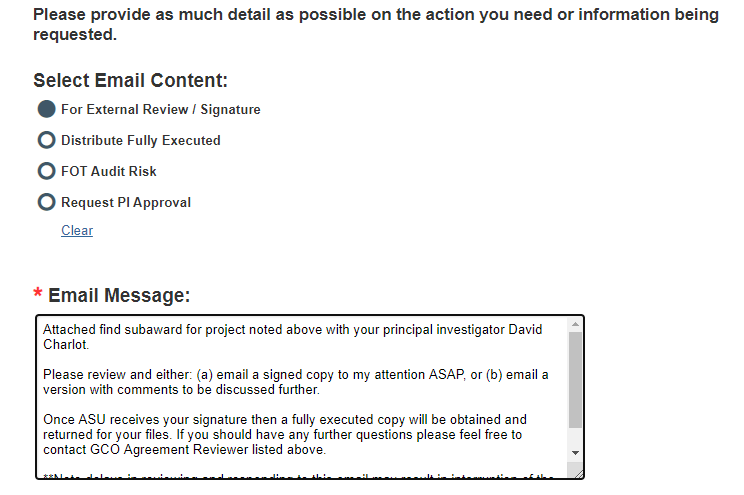 Please provide as much detail as possible on the action you need or information being
requested.
Select Email Content:
For External Review / Signature
Distribute Fully Executed
FOT Audit Risk
Request PI Approval
Clear
* Email Message:
Attached find subaward for project noted above with your principal investigator David
Charlot.
Please review and either: (a) email a signed copy to my attention ASAP, or (b) email a
version with comments to be discussed further.
Once ASU receives your signature then a fully executed copy will be obtained and
returned for your files. If you should have any further questions please feel free to
contact GCO Agreement Reviewer listed above.
**Note delays in reviewing and responding to this email may result in interruption of the